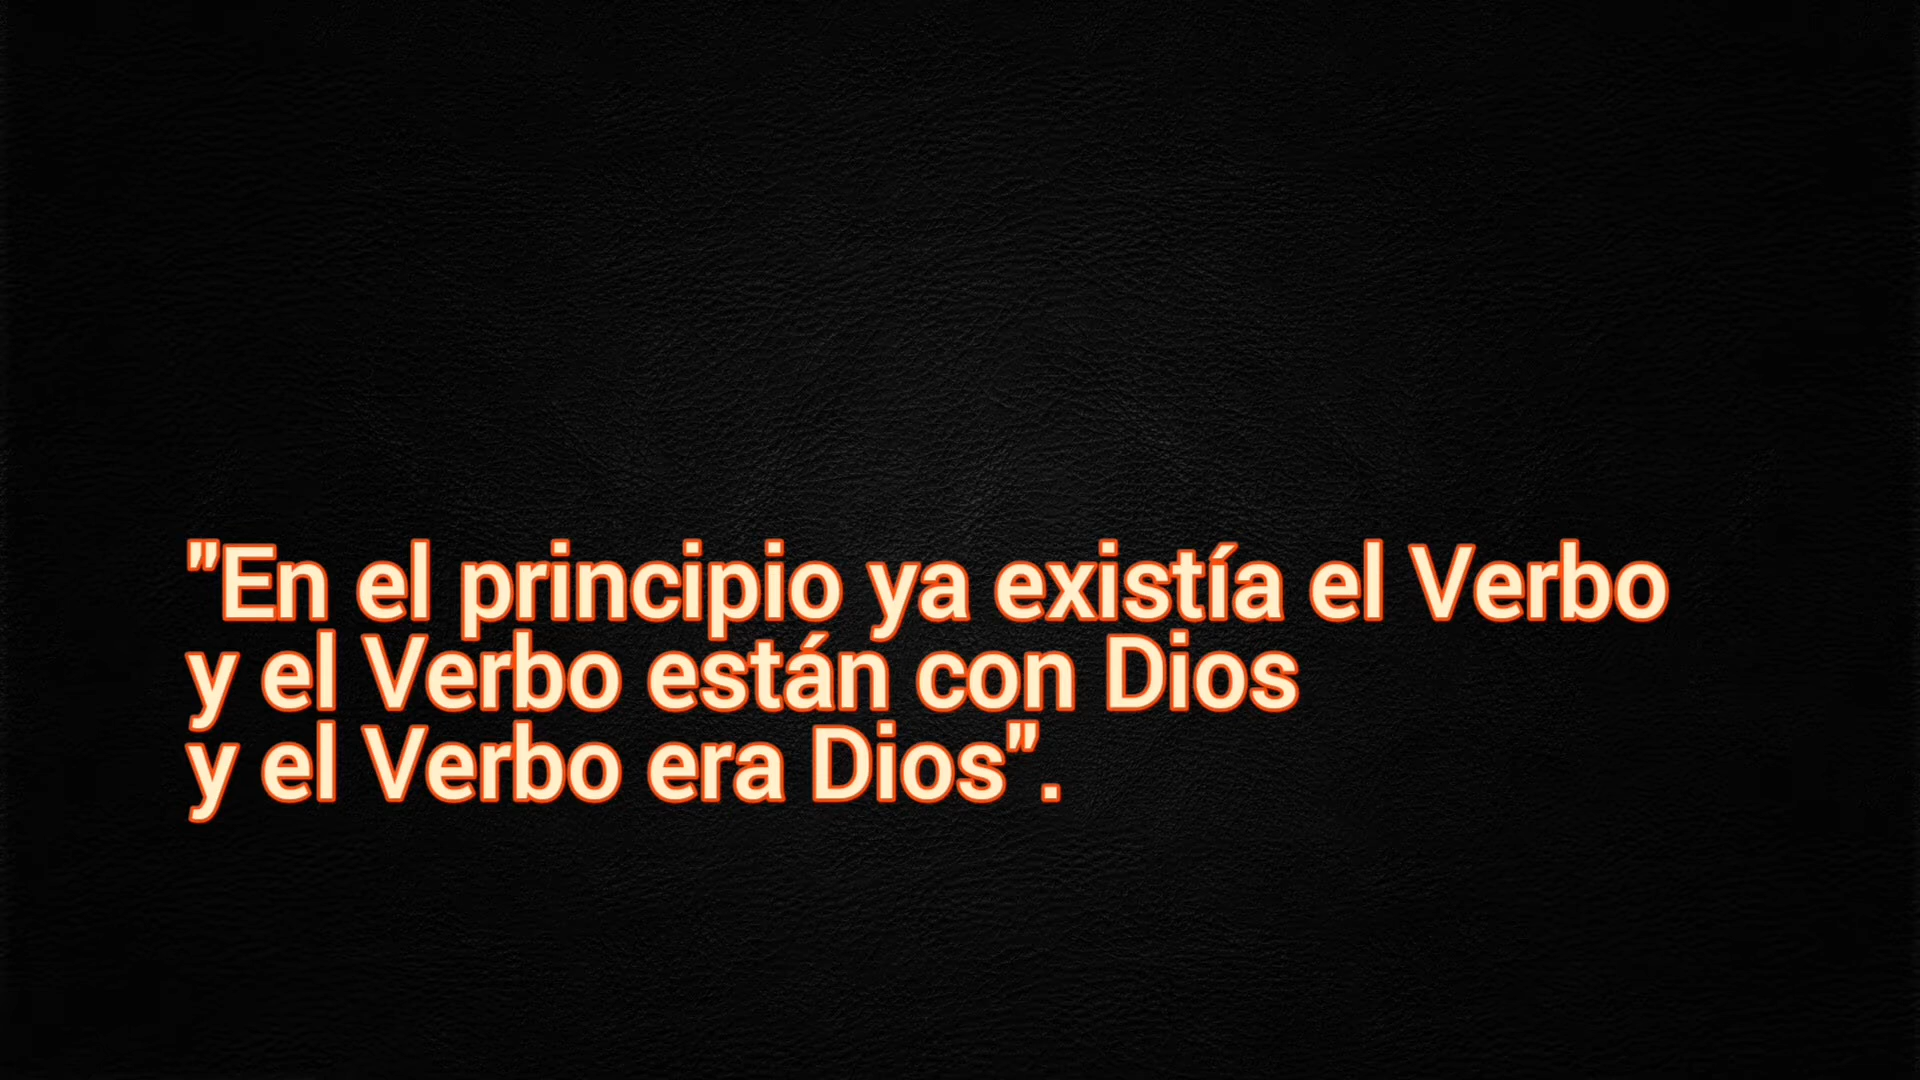 "En el principio ya existía el Verbo
y el Verbo están con Dios
y el Verbo era Dios".